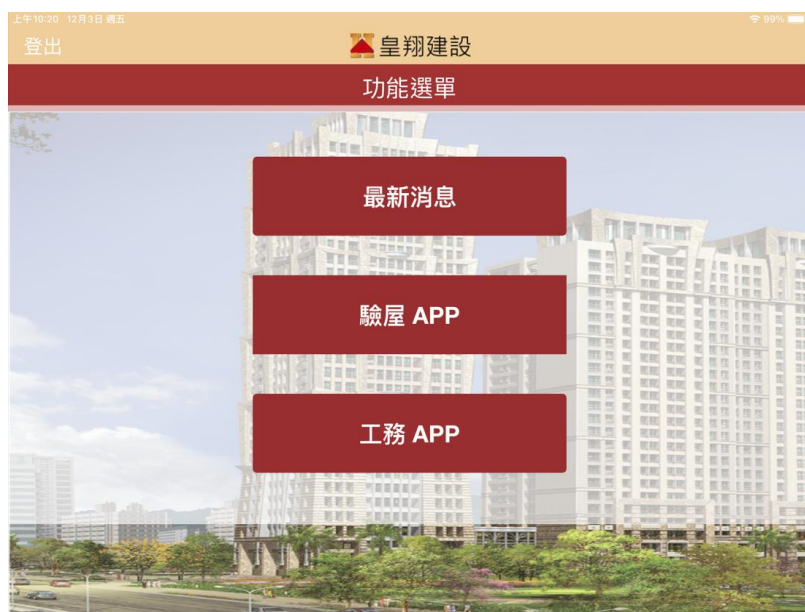 上午10:20 12月3日 週五 99%
登出 皇翔建設
功能選單
最新消息
驗屋 APP
工務 APP